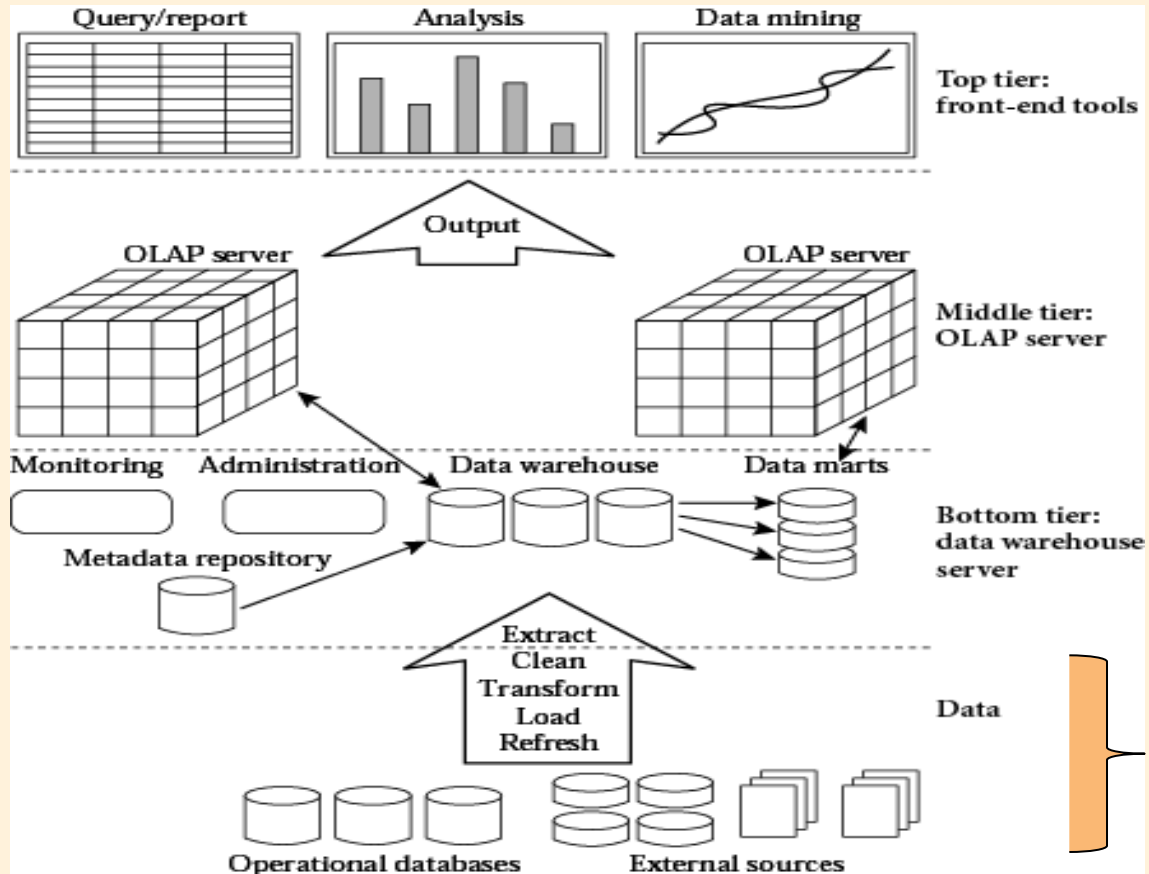 Query/report
Analysis
Data mining
Top tier:
front-end tools
Output
OLAP server
OLAP server
Middle tier:
OLAP server
Monitoring
Administration
Data warehouse
Data marts
Metadata repository
Bottom tier:
data warehouse
server
Extract
Clean
Transform
Load
Refresh
Data
Operational databases
External sources